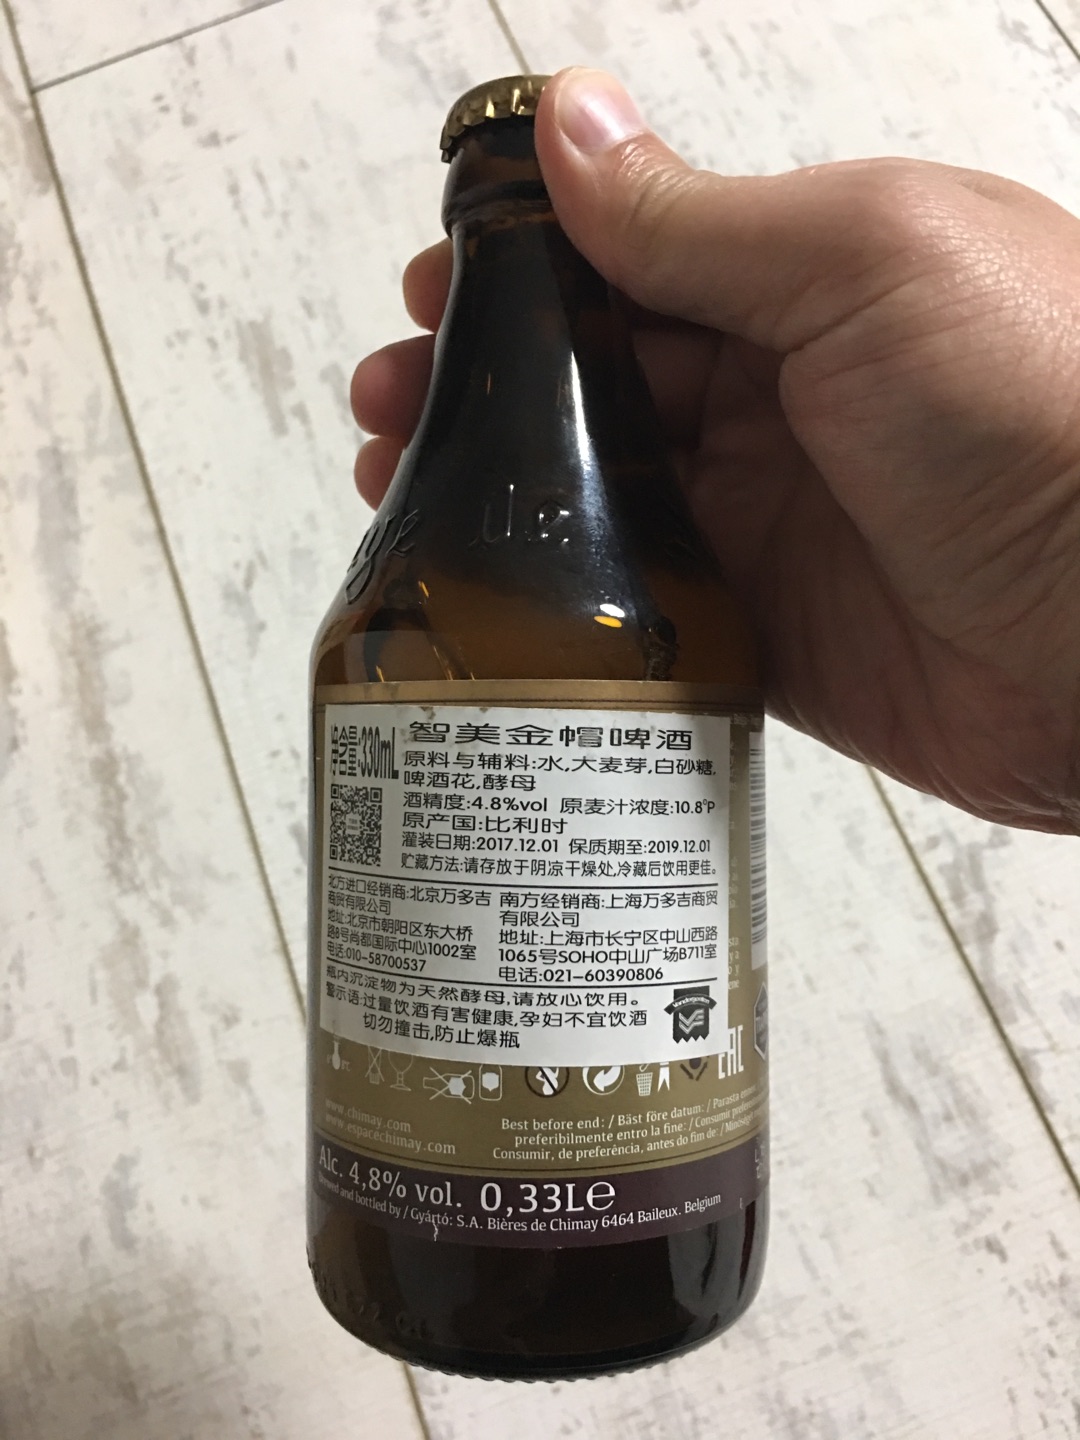 智美金帽啤酒
净含量:330mL
原料与辅料:水,大麦芽,白砂糖,
啤酒花,酵母
酒精度:4.8%vol 原麦汁浓度:10.8°P
原产国:比利时
灌装日期:2017.12.01 保质期至:2019.12.01
贮藏方法:请存放于阴凉干燥处,冷藏后饮用更佳。
北方进口经销商:北京万多吉
商贸有限公司
地址:北京市朝阳区东大桥
路8号尚都国际中心1002室
电话:010-58700537
南方经销商:上海万多吉商贸
有限公司
地址:上海市长宁区中山西路
1065号SOHO中山广场B711室
电话:021-60390806
瓶内沉淀物为天然酵母,请放心饮用。
警示语:过量饮酒有害健康,孕妇不宜饮酒
切勿撞击,防止爆瓶
Vandergeeten
EAC
www.chimay.com
www.espacechimay.com
Best before end: / Bäst före datum: / Parasta
preferibilmente entro la fine: / Consumir
Consumir, de preferência, antes do fim de:
Alc. 4,8% vol. 0,33L℮
Brewed and bottled by / Gyártó: S.A. Bières de Chimay 6464 Baileux. Belgium